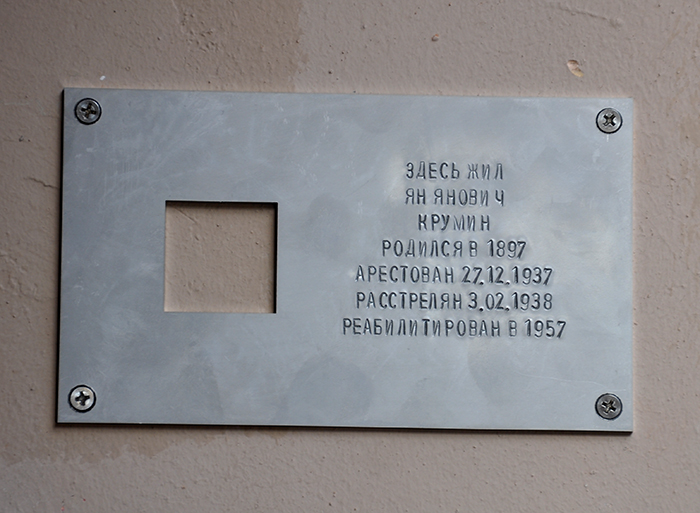 ЗДЕСЬ ЖИЛ
ЯН ЯНОВИЧ
КРУМИН
РОДИЛСЯ В 1897
АРЕСТОВАН 27.12.1937
РАССТРЕЛЯН 3.02.1938
РЕАБИЛИТИРОВАН В 1957